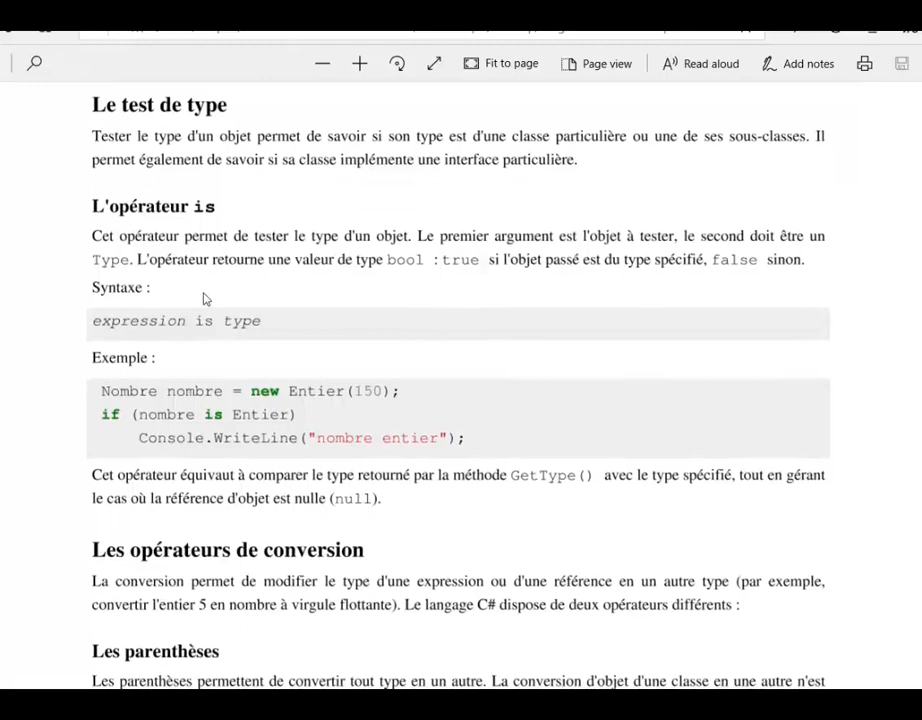 Fit to page
Page view
Read aloud
Add notes
Le test de type
Tester le type d'un objet permet de savoir si son type est d'une classe particulière ou une de ses sous-classes. Il
permet également de savoir si sa classe implémente une interface particulière.
L'opérateur is
Cet opérateur permet de tester le type d'un objet. Le premier argument est l'objet à tester, le second doit être un
Type. L'opérateur retourne une valeur de type bool : true si l'objet passé est du type spécifié, false sinon.
Syntaxe :
expression is type
Exemple :
Nombre nombre = new Entier(150);
if (nombre is Entier)
Console.WriteLine("nombre entier");
Cet opérateur équivaut à comparer le type retourné par la méthode GetType() avec le type spécifié, tout en gérant
le cas où la référence d'objet est nulle (null).
Les opérateurs de conversion
La conversion permet de modifier le type d'une expression ou d'une référence en un autre type (par exemple,
convertir l'entier 5 en nombre à virgule flottante). Le langage C# dispose de deux opérateurs différents :
Les parenthèses
Les parenthèses permettent de convertir tout type en un autre. La conversion d'objet d'une classe en une autre n'est